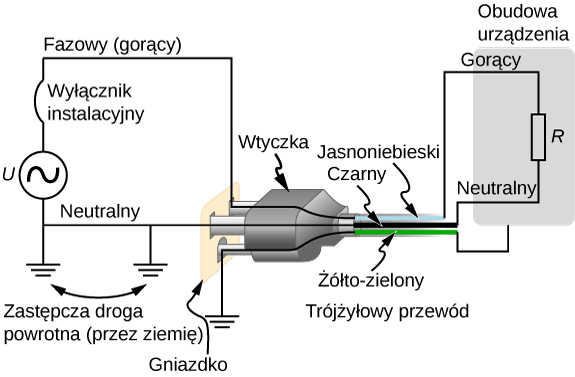 Obudowa
urządzenia
Fazowy (gorący)
Gorący
Wyłącznik
instalacyjny
R
Wtyczka
Jasnoniebieski
Czarny
U
Neutralny
Neutralny
Żółto-zielony
Zastępcza droga
powrotna (przez ziemię)
Trójżyłowy przewód
Gniazdko